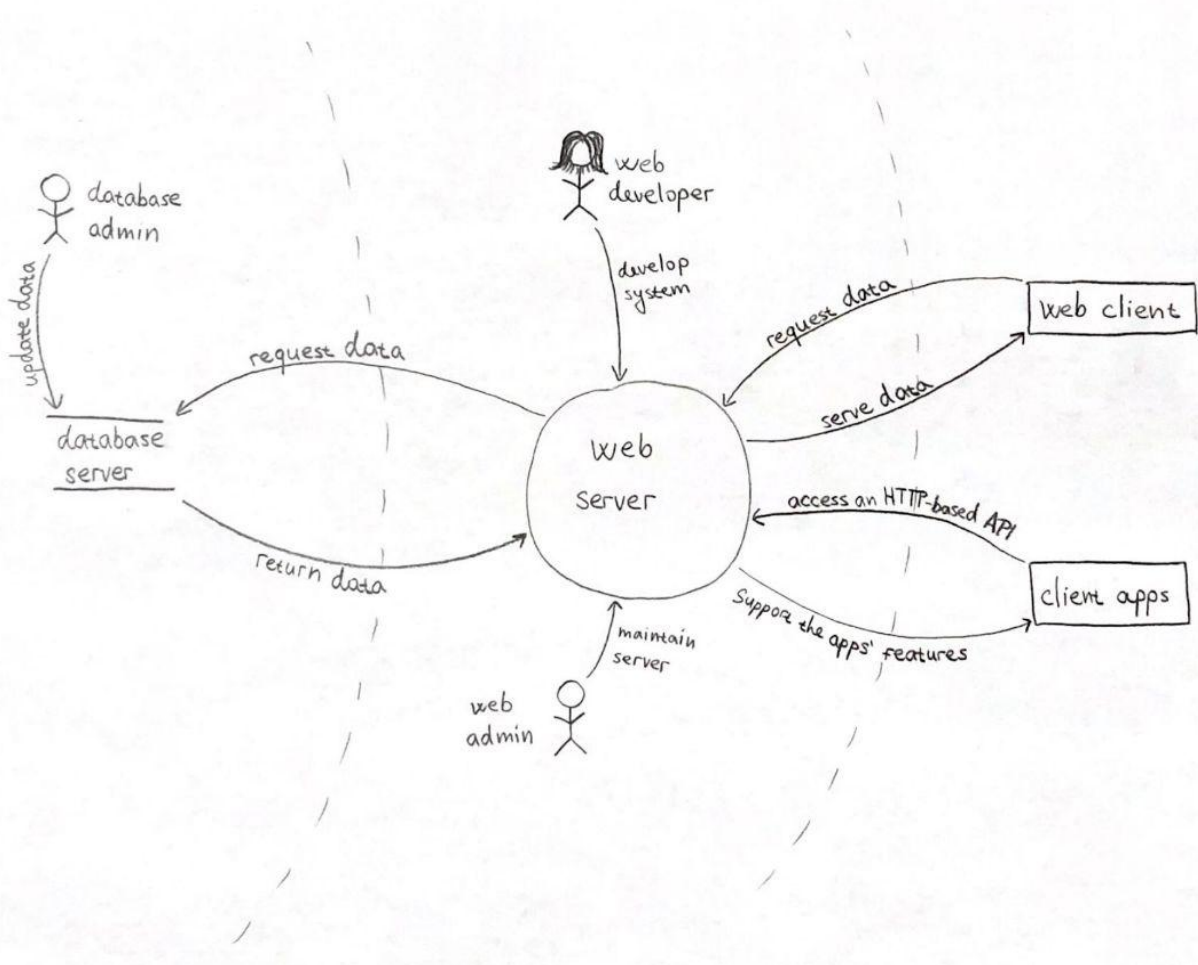 web
developer
database
admin
develop
system
update data
request data
web client
request data
serve data
database
server
web
server
access an HTTP-based API
return data
client apps
Support the apps' features
maintain
server
web
admin